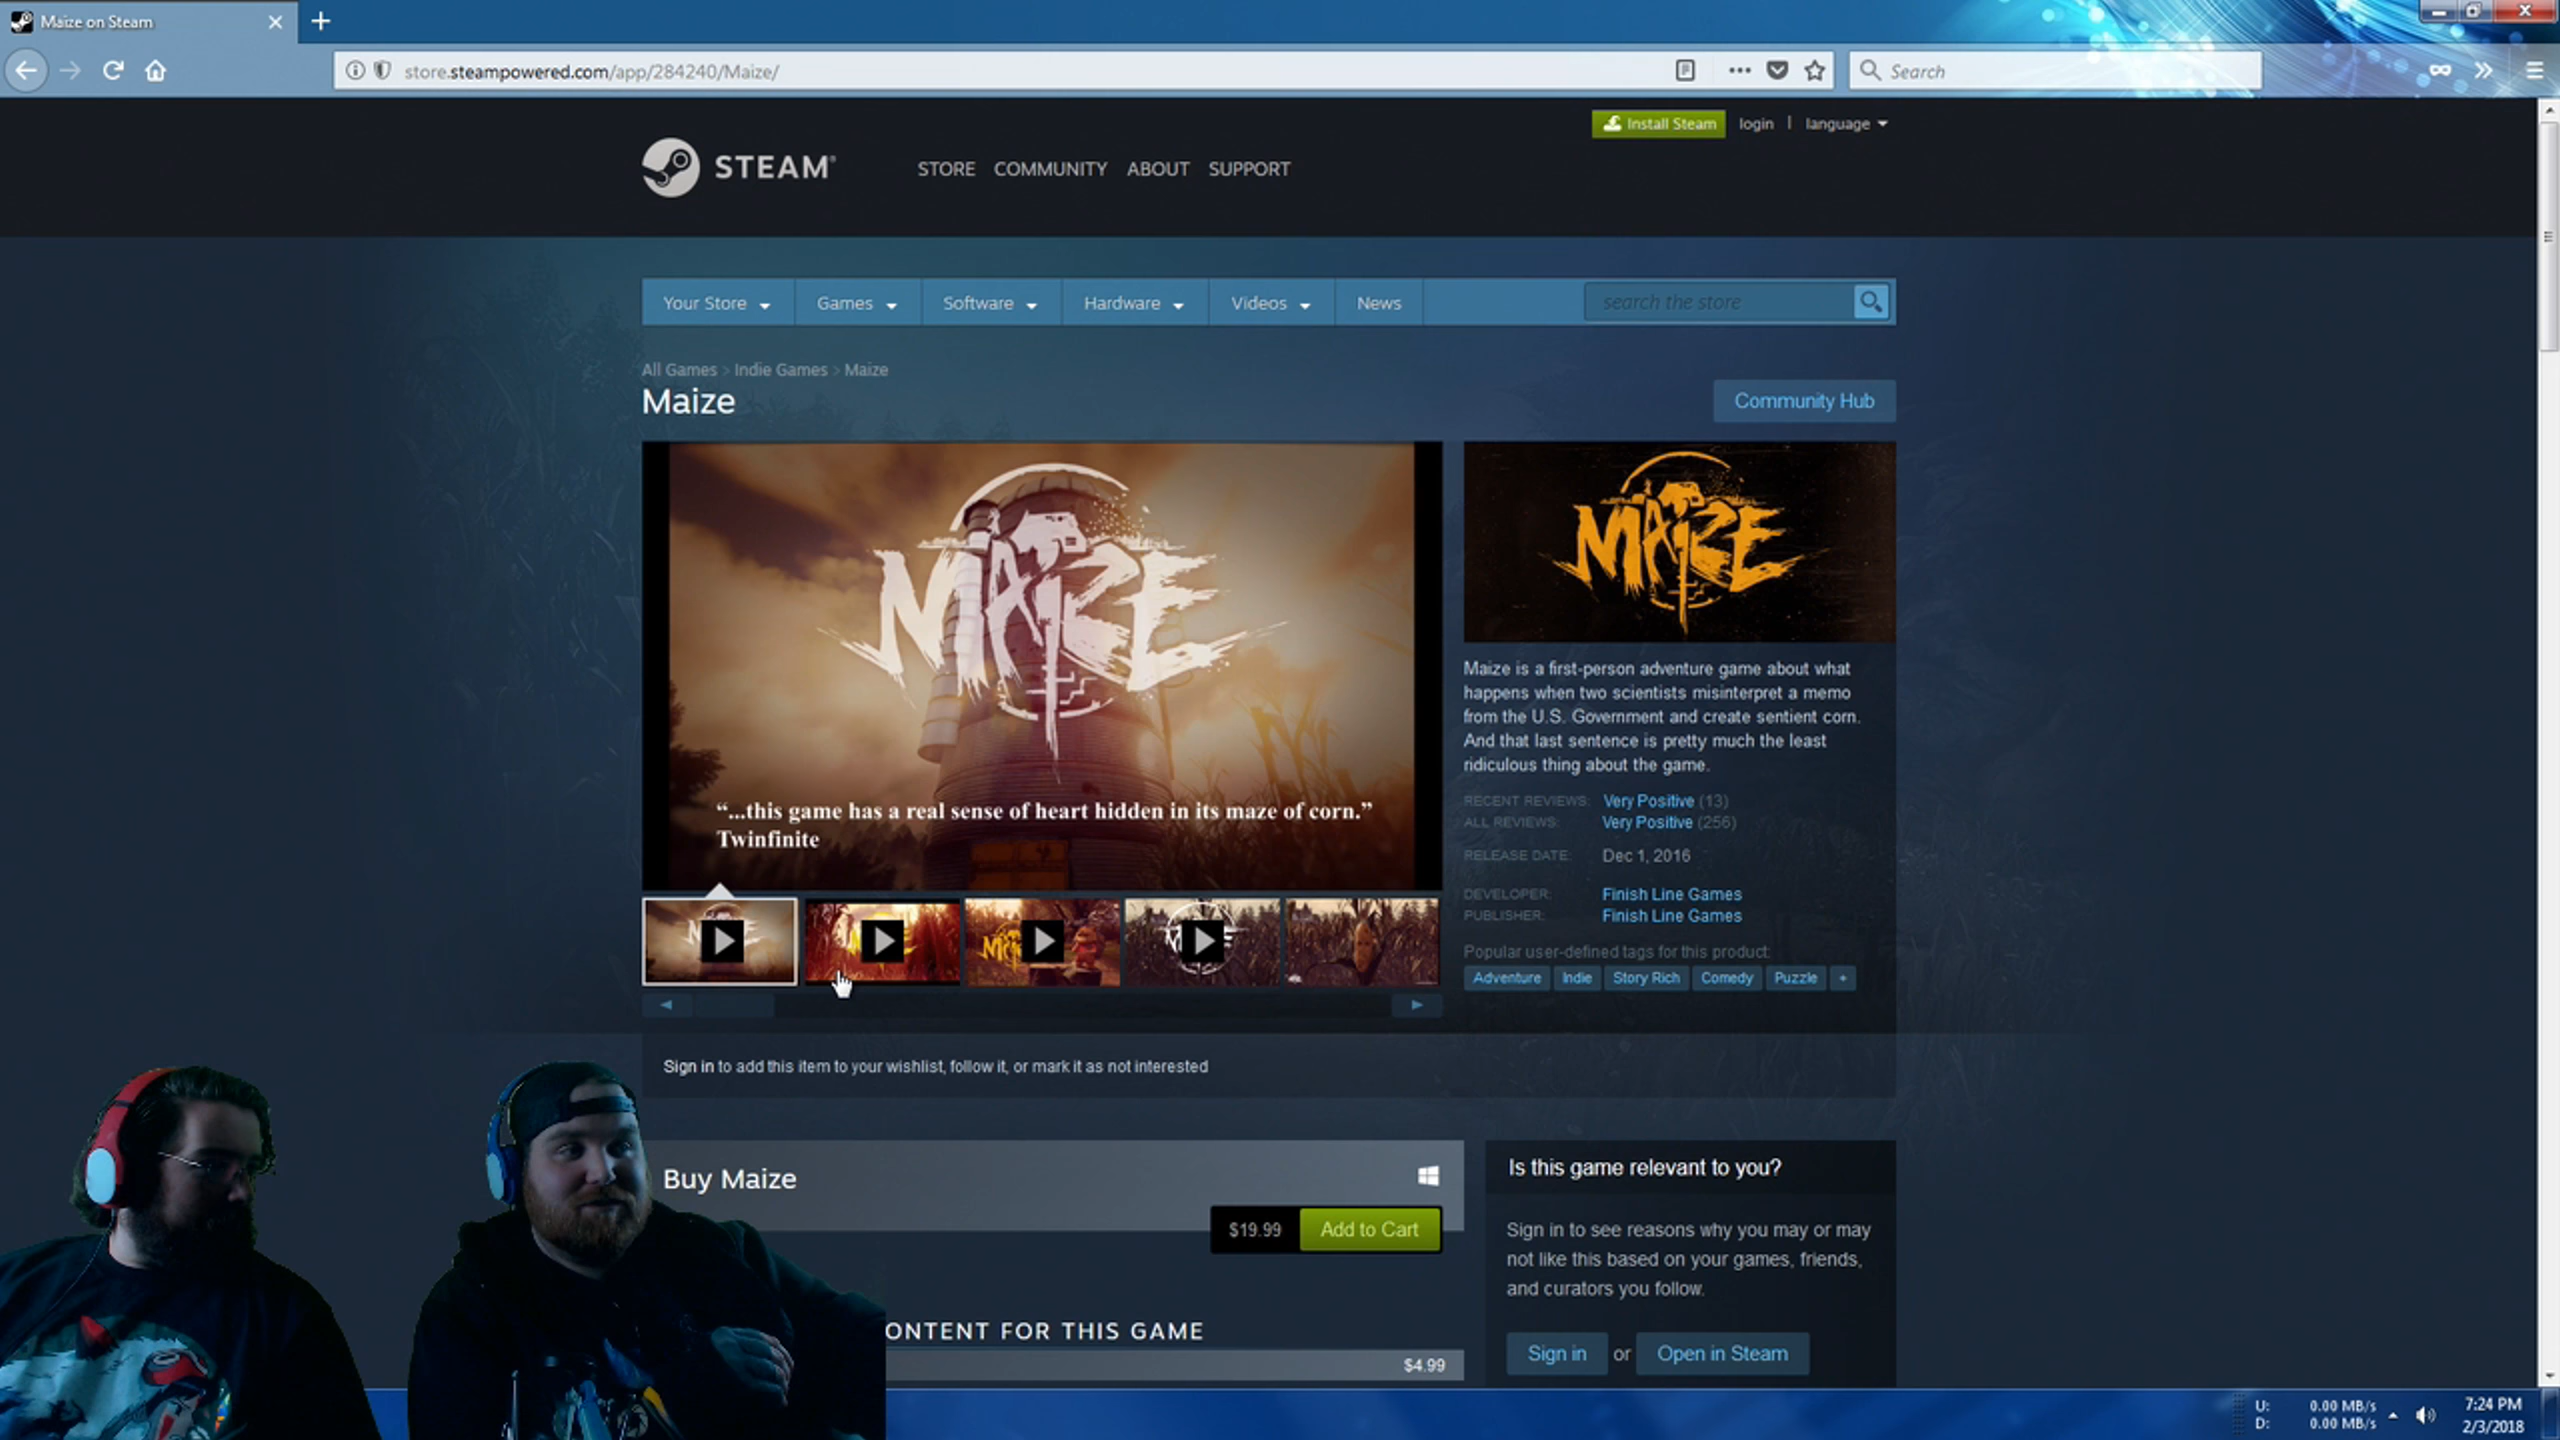 Maize on Steam
store.steampowered.com/app/284240/Maize/
Search
Install Steam
login
language
STEAM
STORE COMMUNITY ABOUT SUPPORT
Your Store
Games
Software
Hardware
Videos
News
search the store
All Games > Indie Games > Maize
Maize
Community Hub
MAIZE
“...this game has a real sense of heart hidden in its maze of corn.”
Twinfinite
MAIZE
Maize is a first-person adventure game about what
happens when two scientists misinterpret a memo
from the U.S. Government and create sentient corn.
And that last sentence is pretty much the least
ridiculous thing about the game.
RECENT REVIEWS: Very Positive (13)
ALL REVIEWS: Very Positive (256)
RELEASE DATE: Dec 1, 2016
DEVELOPER: Finish Line Games
PUBLISHER: Finish Line Games
Popular user-defined tags for this product:
Adventure Indie Story Rich Comedy Puzzle +
Sign in to add this item to your wishlist, follow it, or mark it as not interested
Buy Maize
$19.99 Add to Cart
ONTENT FOR THIS GAME
$4.99
Is this game relevant to you?
Sign in to see reasons why you may or may
not like this based on your games, friends,
and curators you follow.
Sign in or Open in Steam
U: 0.00 MB/s
D: 0.00 MB/s
7:24 PM
2/3/2018